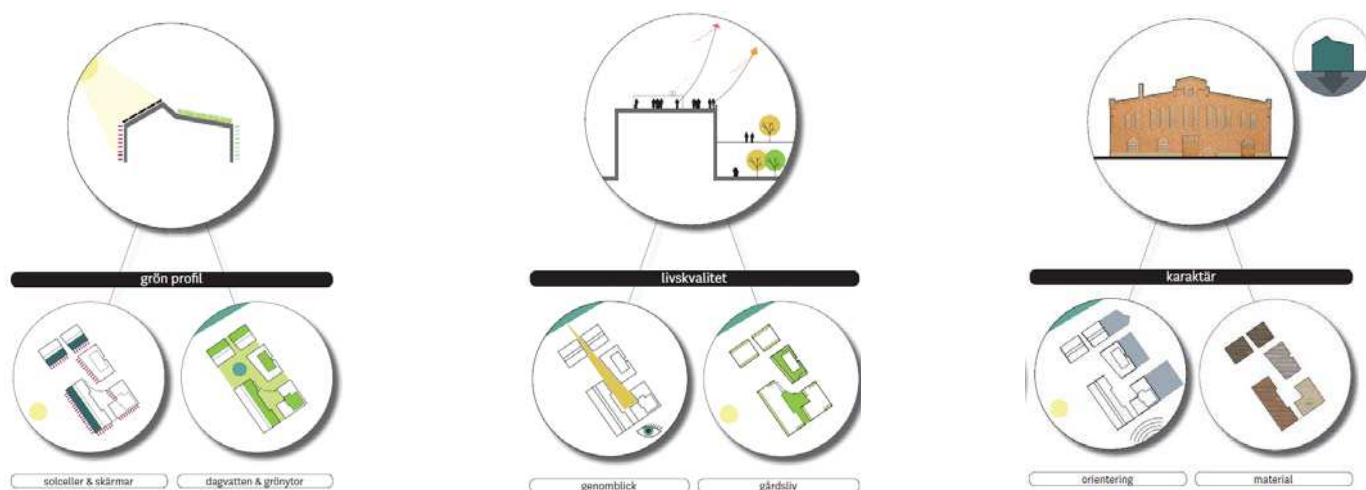 grön profil
livskvalitet
karaktär
solceller & skärmar
dagvatten & grönytor
genomblick
gårdsliv
orientering
material